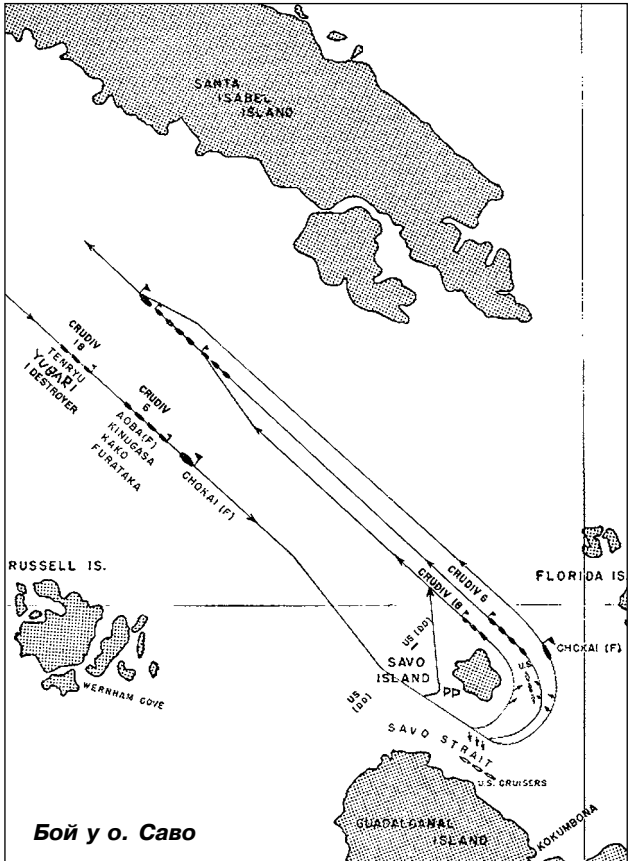 SANTA
ISABEL
ISLAND
CRUDIV
18
TENRYU
YUBARI
1 DESTROYER
CRUDIV
6
AOBA(F)
KINUGASA
KAKO
FURATAKA
CHOKAI (F)
RUSSELL IS.
WERNHAM COVE
FLORIDA IS.
CRUDIV 6
CRUDIV 18
CHOKAI (F)
US (DD)
SAVO
ISLAND
U.S.
PP
US
(DD)
SAVO STRAIT
U.S. CRUISERS
GUADALCANAL
ISLAND
KOKUMBONA
Бой у о. Саво